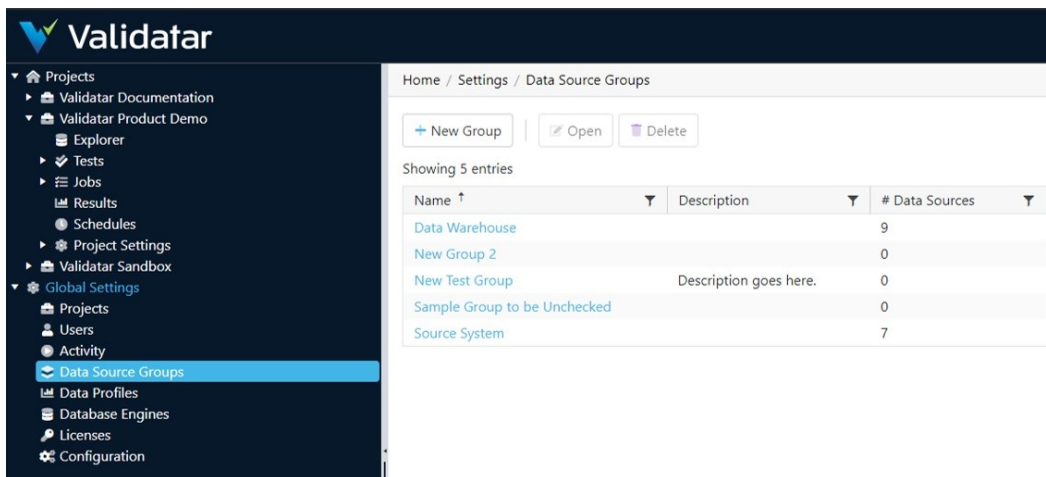 Validatar
Projects
Validatar Documentation
Validatar Product Demo
Explorer
Tests
Jobs
Results
Schedules
Project Settings
Validatar Sandbox
Global Settings
Projects
Users
Activity
Data Source Groups
Data Profiles
Database Engines
Licenses
Configuration
Home / Settings / Data Source Groups
+ New Group Open Delete
Showing 5 entries
Name ↑ Description # Data Sources
Data Warehouse 9
New Group 2 0
New Test Group Description goes here. 0
Sample Group to be Unchecked 0
Source System 7